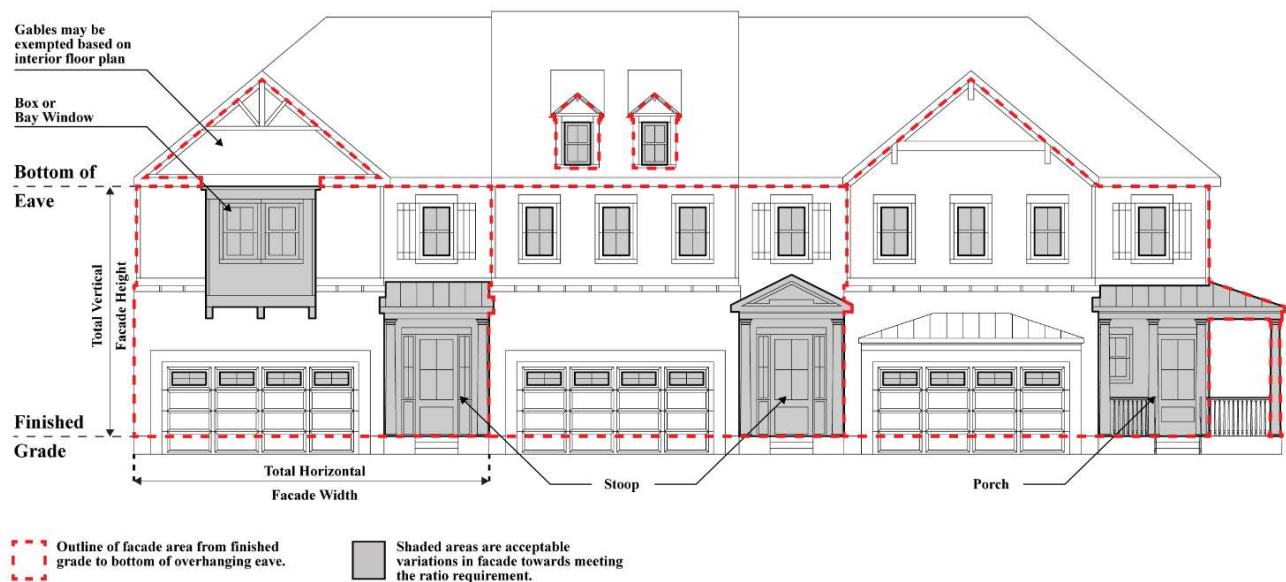 Gables may be
exempted based on
interior floor plan
Box or
Bay Window
Bottom of
Eave
Total Vertical
Facade Height
Finished
Grade
Total Horizontal
Facade Width
Stoop
Porch
Outline of facade area from finished
grade to bottom of overhanging eave.
Shaded areas are acceptable
variations in facade towards meeting
the ratio requirement.